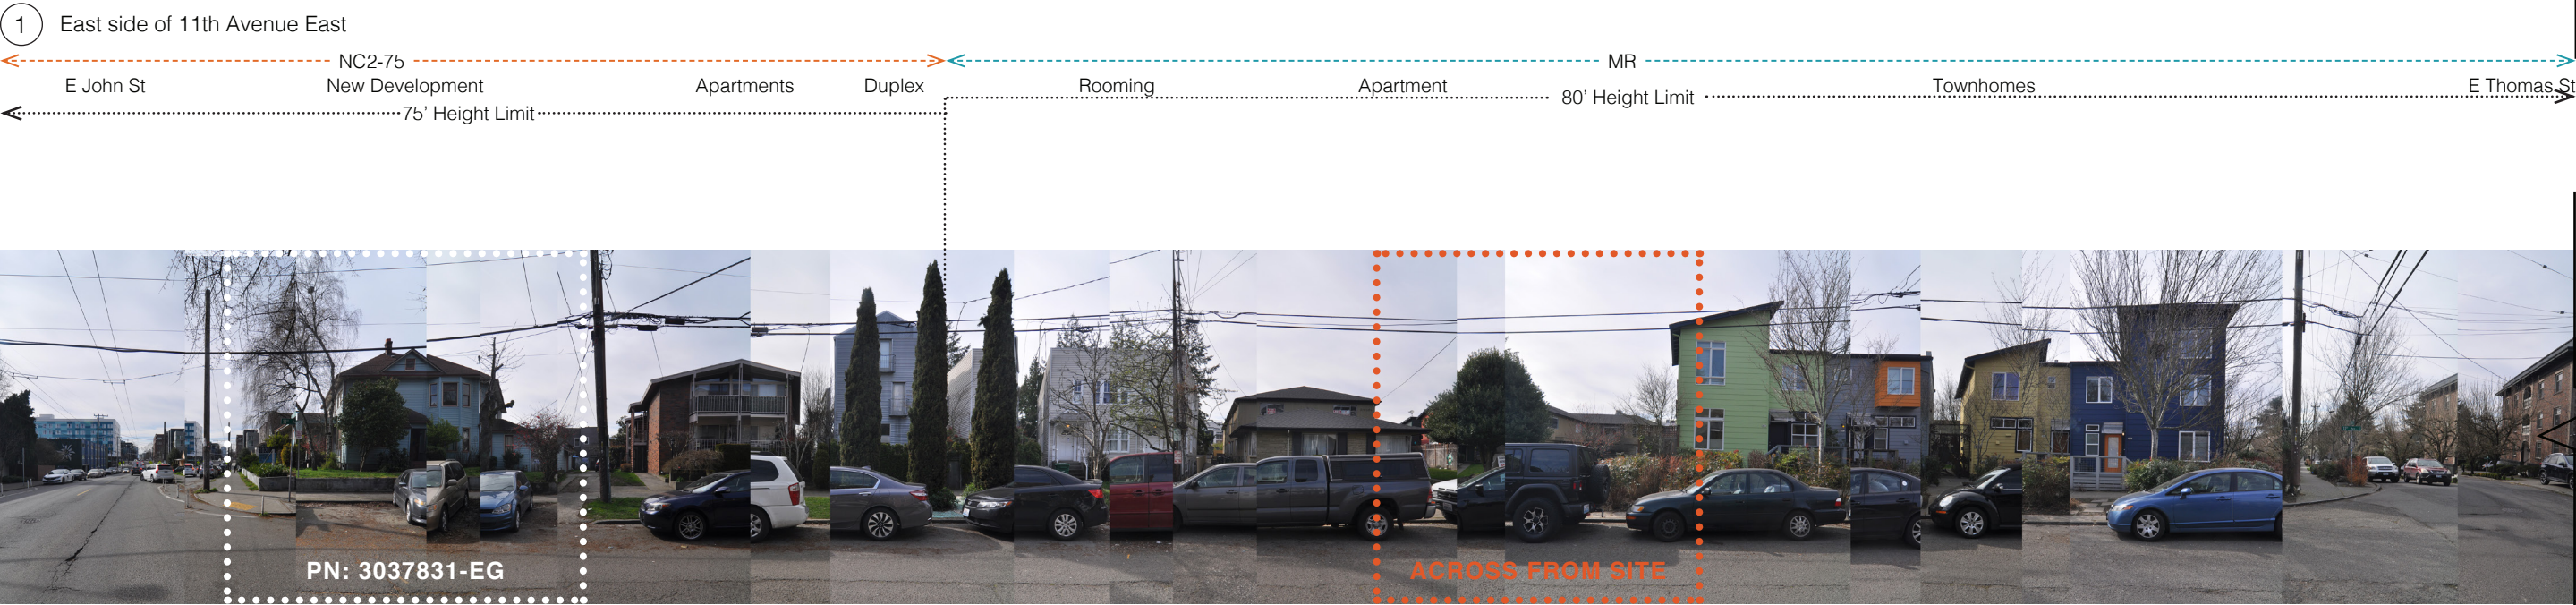 1 East side of 11th Avenue East
NC2-75 MR
E John St New Development Apartments Duplex Rooming Apartment Townhomes E Thomas St
75’ Height Limit 80’ Height Limit
PN: 3037831-EG
ACROSS FROM SITE